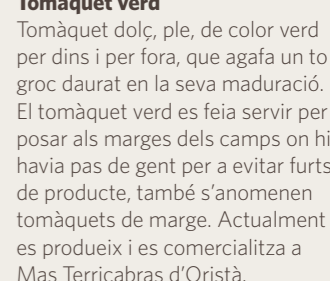 Tomàquet verd
Tomàquet dolç, ple, de color verd
per dins i per fora, que agafa un to
groc daurat en la seva maduració.
El tomàquet verd es feia servir per
posar als marges dels camps on hi
havia pas de gent per a evitar furts
de producte, també s’anomenen
tomàquets de marge. Actualment
es produeix i es comercialitza a
Mas Terricabras d’Oristà.